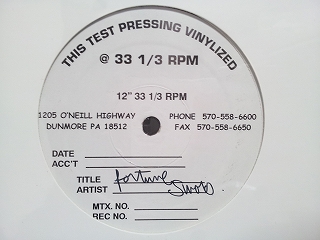 THIS TEST PRESSING VINYLIZED
@ 33 1/3 RPM
12" 33 1/3 RPM
1205 O'NEILL HIGHWAY PHONE 570-558-6600
DUNMORE PA 18512 FAX 570-558-6650
DATE
ACC'T
TITLE fortune
ARTIST
MTX. NO.
REC NO.